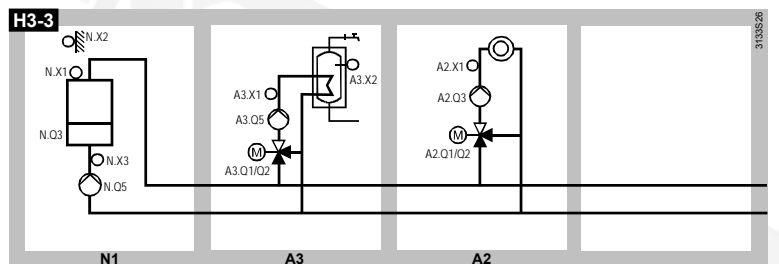 H3-3
N.X2
N.X1
N.Q3
N.X3
N.Q5
A3.X2
A3.X1
A3.Q5
M
A3.Q1/Q2
A2.X1
A2.Q3
M
A2.Q1/Q2
3133S26
N1
A3
A2